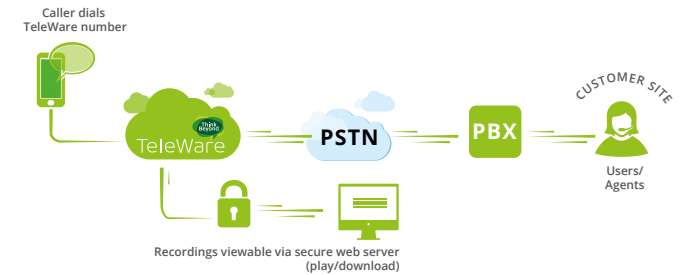 Caller dials
TeleWare number
Think
Beyond
TeleWare
PSTN
PBX
CUSTOMER SITE
Users/
Agents
Recordings viewable via secure web server
(play/download)